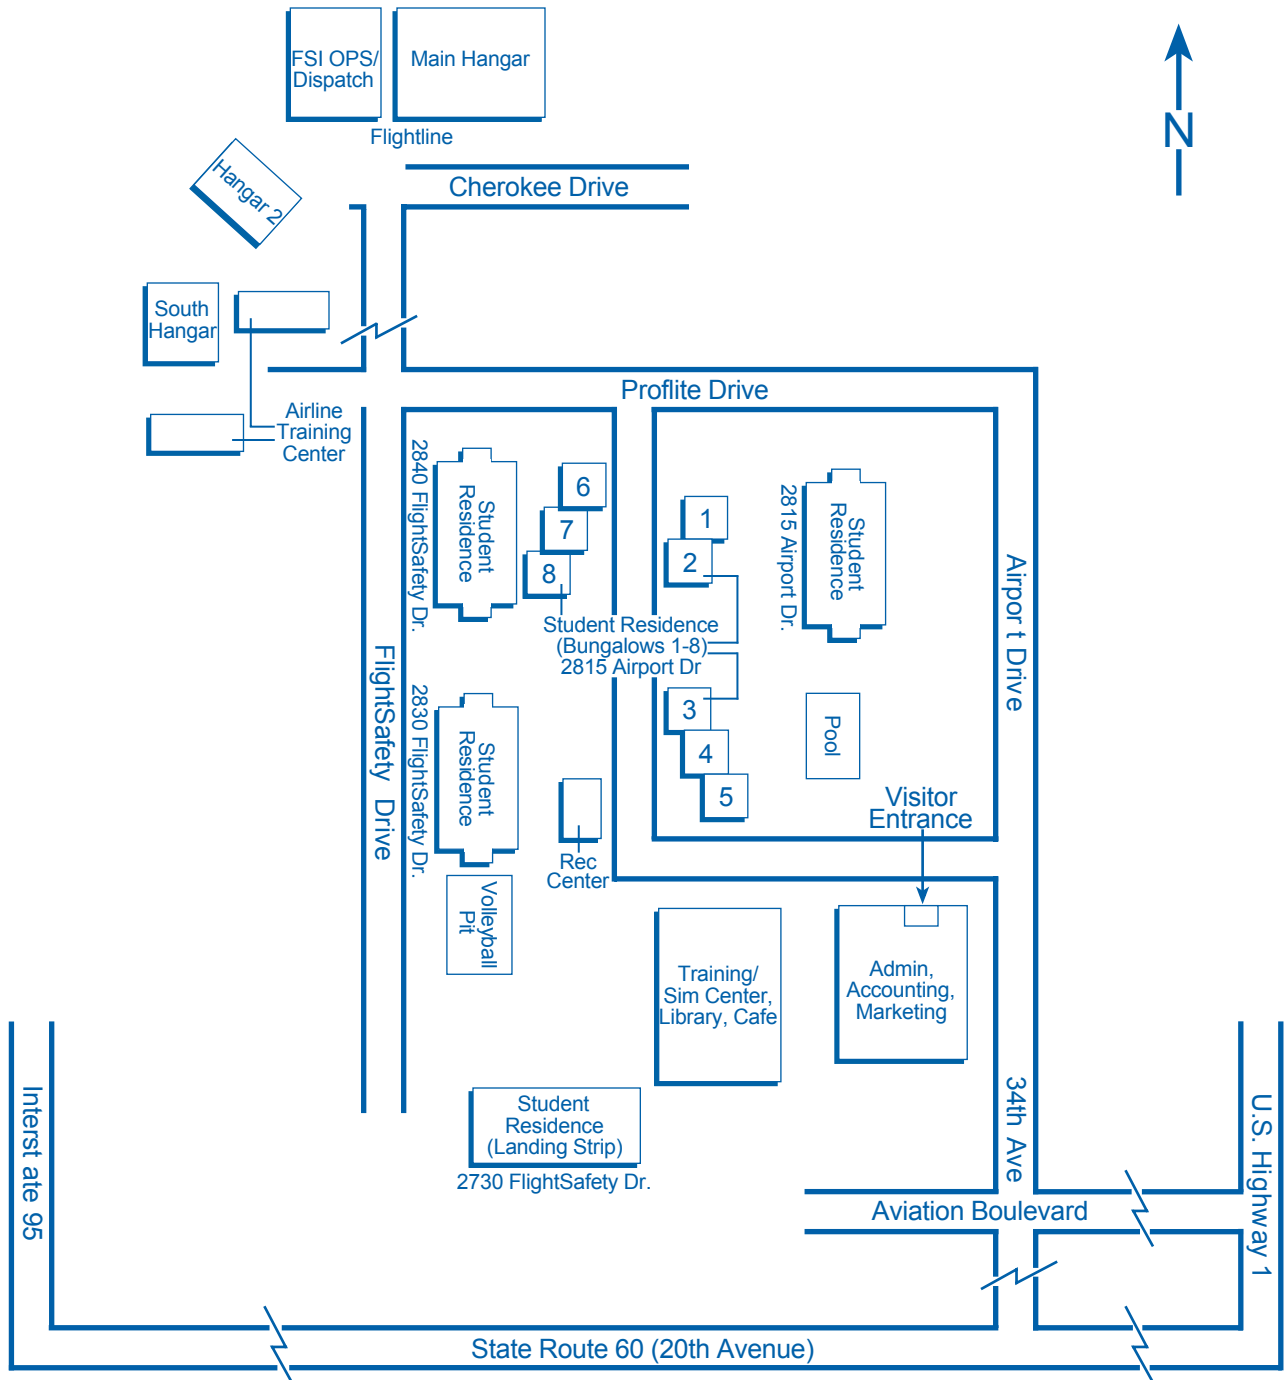 FSI OPS/
Dispatch
Main Hangar
Flightline
N
Hangar 2
Cherokee Drive
South
Hangar
Proflite Drive
Airline
Training
Center
2840 FlightSafety Dr.
Student
Residence
6
7
8
1
2
2815 Airport Dr.
Student
Residence
Airpor t Drive
Student Residence
(Bungalows 1-8)
2815 Airport Dr
FlightSafety Drive
2830 FlightSafety Dr.
Student
Residence
3
4
5
Pool
Visitor
Entrance
Rec
Center
Volleyball
Pit
Training/
Sim Center,
Library, Cafe
Admin,
Accounting,
Marketing
Interst ate 95
Student
Residence
(Landing Strip)
2730 FlightSafety Dr.
34th Ave
U.S. Highway 1
Aviation Boulevard
State Route 60 (20th Avenue)